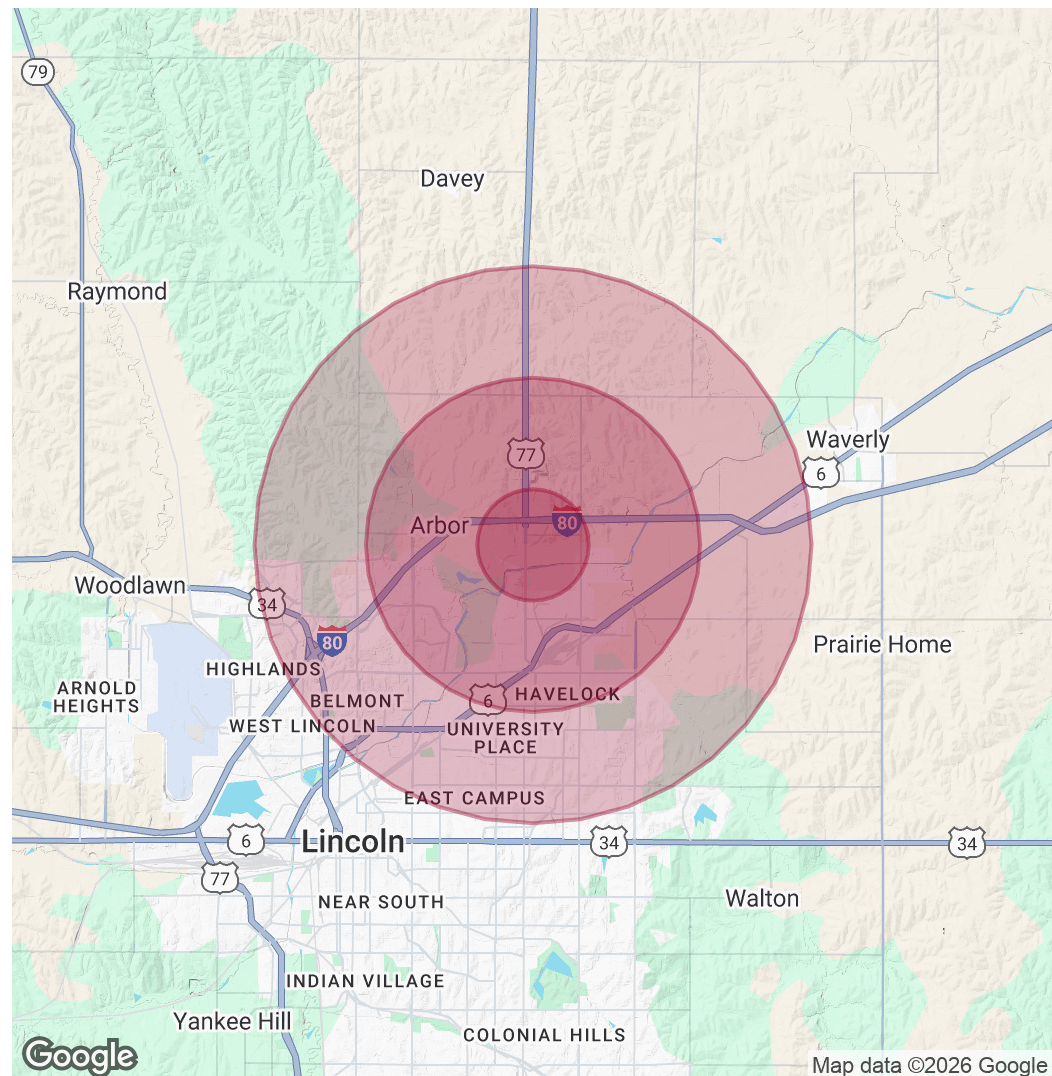 79
Davey
Raymond
Waverly
77
6
Arbor
80
Woodlawn
34
80
Prairie Home
HIGHLANDS
ARNOLD
HEIGHTS
BELMONT
6
HAVELOCK
WEST LINCOLN
UNIVERSITY
PLACE
EAST CAMPUS
Lincoln
6
34
34
77
Walton
NEAR SOUTH
INDIAN VILLAGE
Yankee Hill
COLONIAL HILLS
Google
Map data ©2026 Google